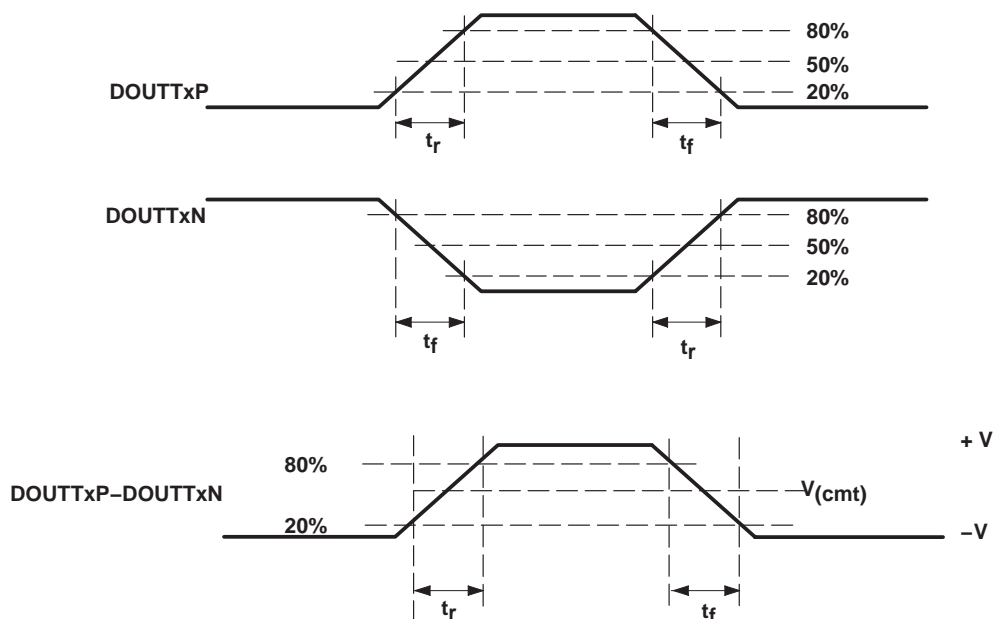 80%
50%
DOUTTxP
20%
tr
tf
DOUTTxN
80%
50%
20%
tf
tr
+ V
80%
DOUTTxP−DOUTTxN
V(cmt)
20%
−V
tr
tf